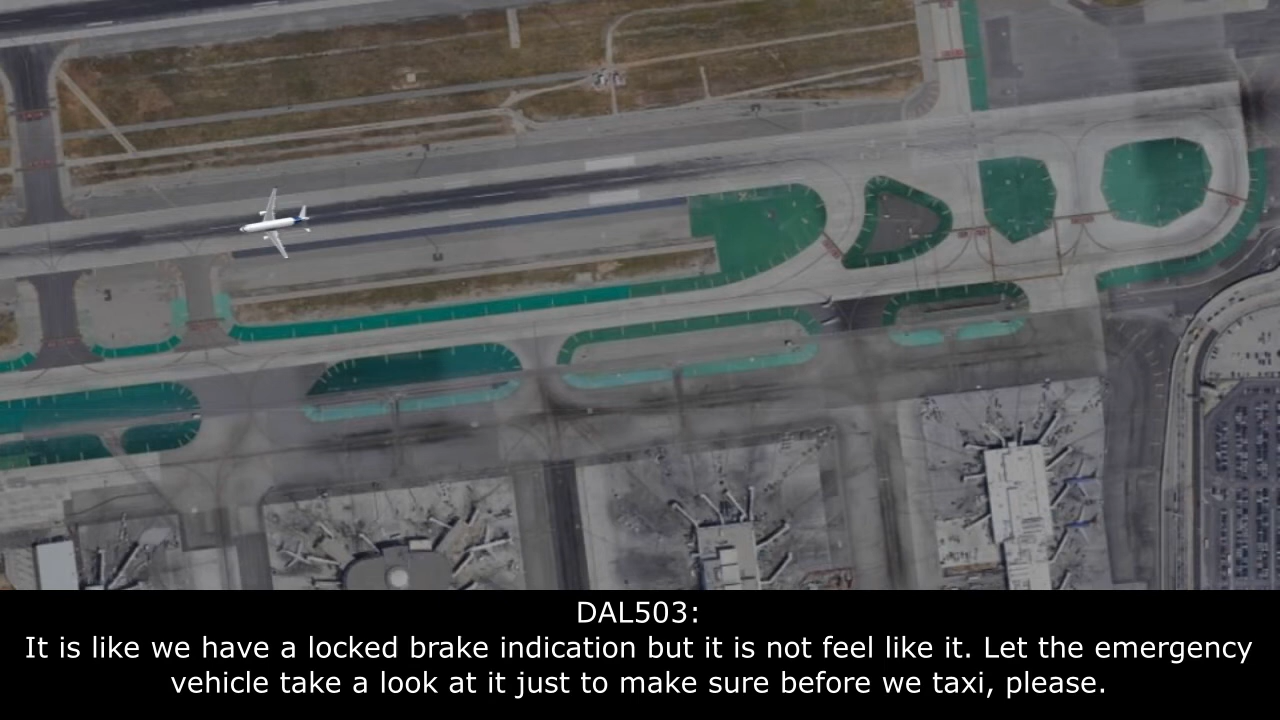 DAL503:
It is like we have a locked brake indication but it is not feel like it. Let the emergency
vehicle take a look at it just to make sure before we taxi, please.